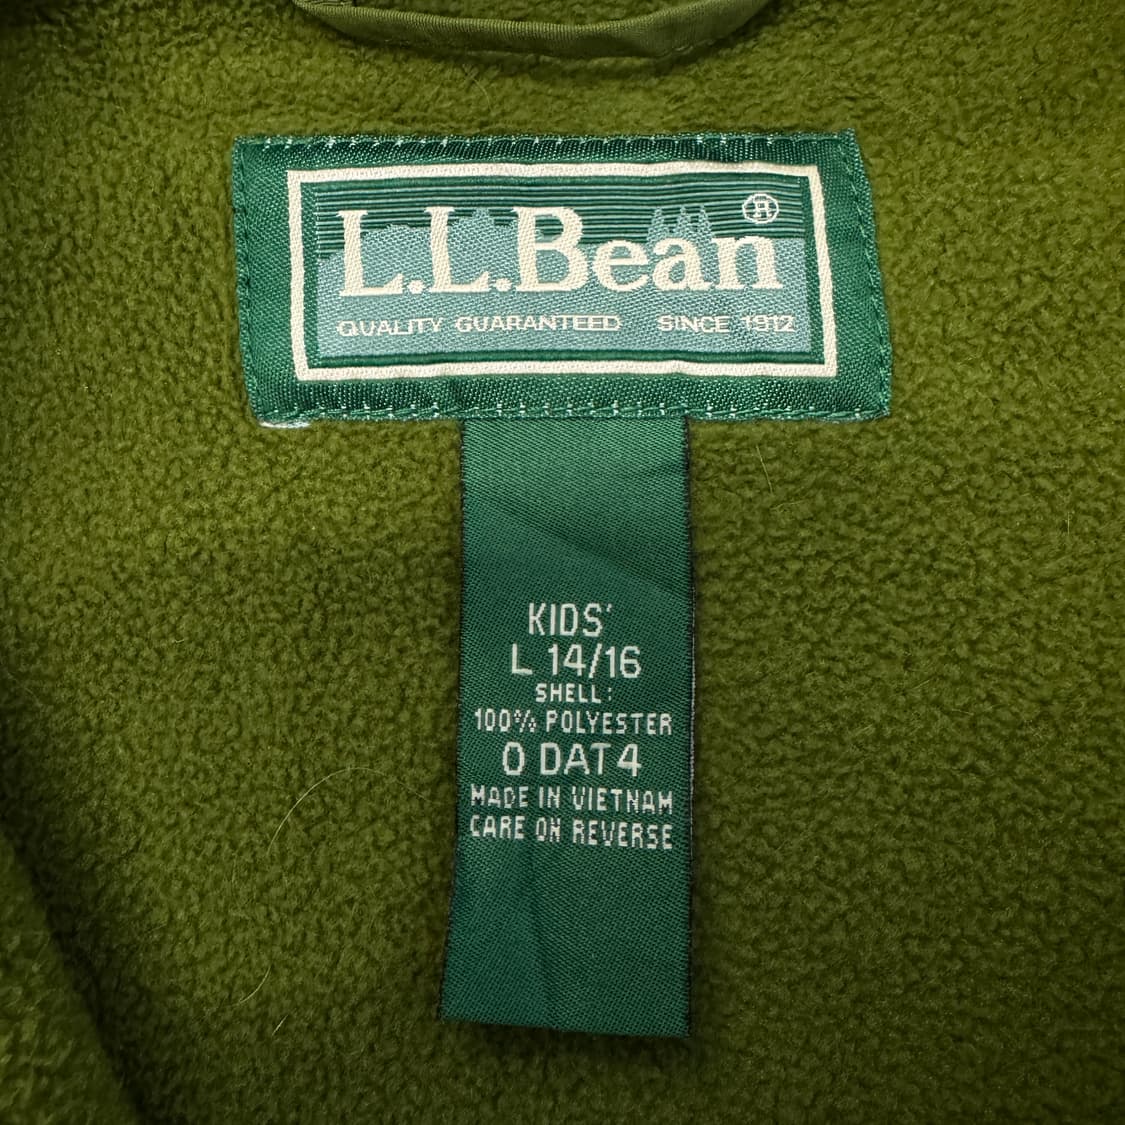 L.L.Bean®
QUALITY GUARANTEED SINCE 1912
KIDS'
L 14/16
SHELL:
100% POLYESTER
0 DAT4
MADE IN VIETNAM
CARE ON REVERSE